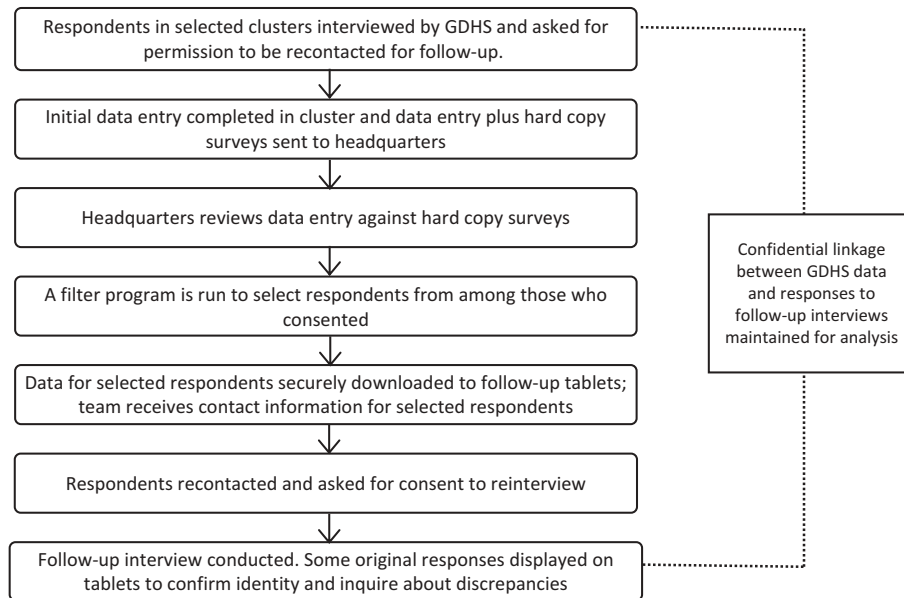 Respondents in selected clusters interviewed by GDHS and asked for
permission to be recontacted for follow-up.
Initial data entry completed in cluster and data entry plus hard copy
surveys sent to headquarters
Headquarters reviews data entry against hard copy surveys
A filter program is run to select respondents from among those who
consented
Data for selected respondents securely downloaded to follow-up tablets;
team receives contact information for selected respondents
Respondents recontacted and asked for consent to reinterview
Follow-up interview conducted. Some original responses displayed on
tablets to confirm identity and inquire about discrepancies
Confidential linkage
between GDHS data
and responses to
follow-up interviews
maintained for analysis